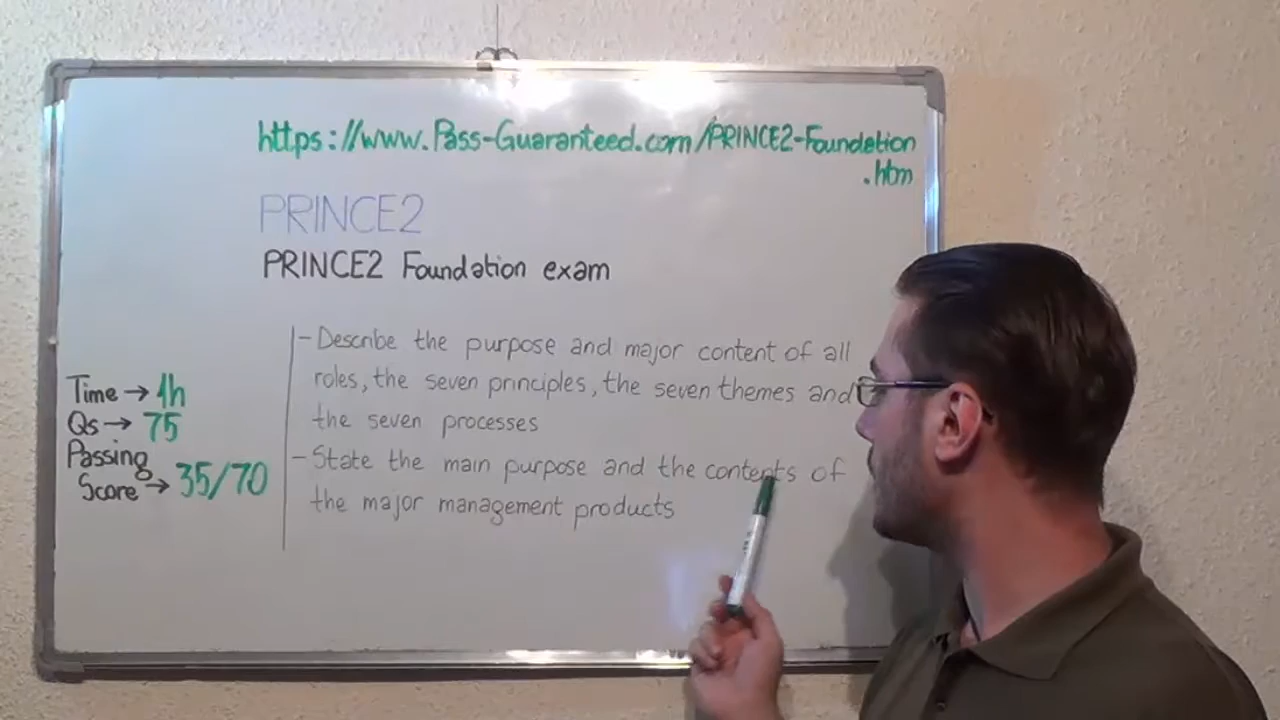 https://www.Pass-Guaranteed.com/PRINCE2-Foundation
.htm
PRINCE2
PRINCE2 Foundation exam
Time → 1h
Qs → 75
Passing
Score → 35/70
- Describe the purpose and major content of all
roles, the seven principles, the seven themes and
the seven processes
- State the main purpose and the contents of
the major management products